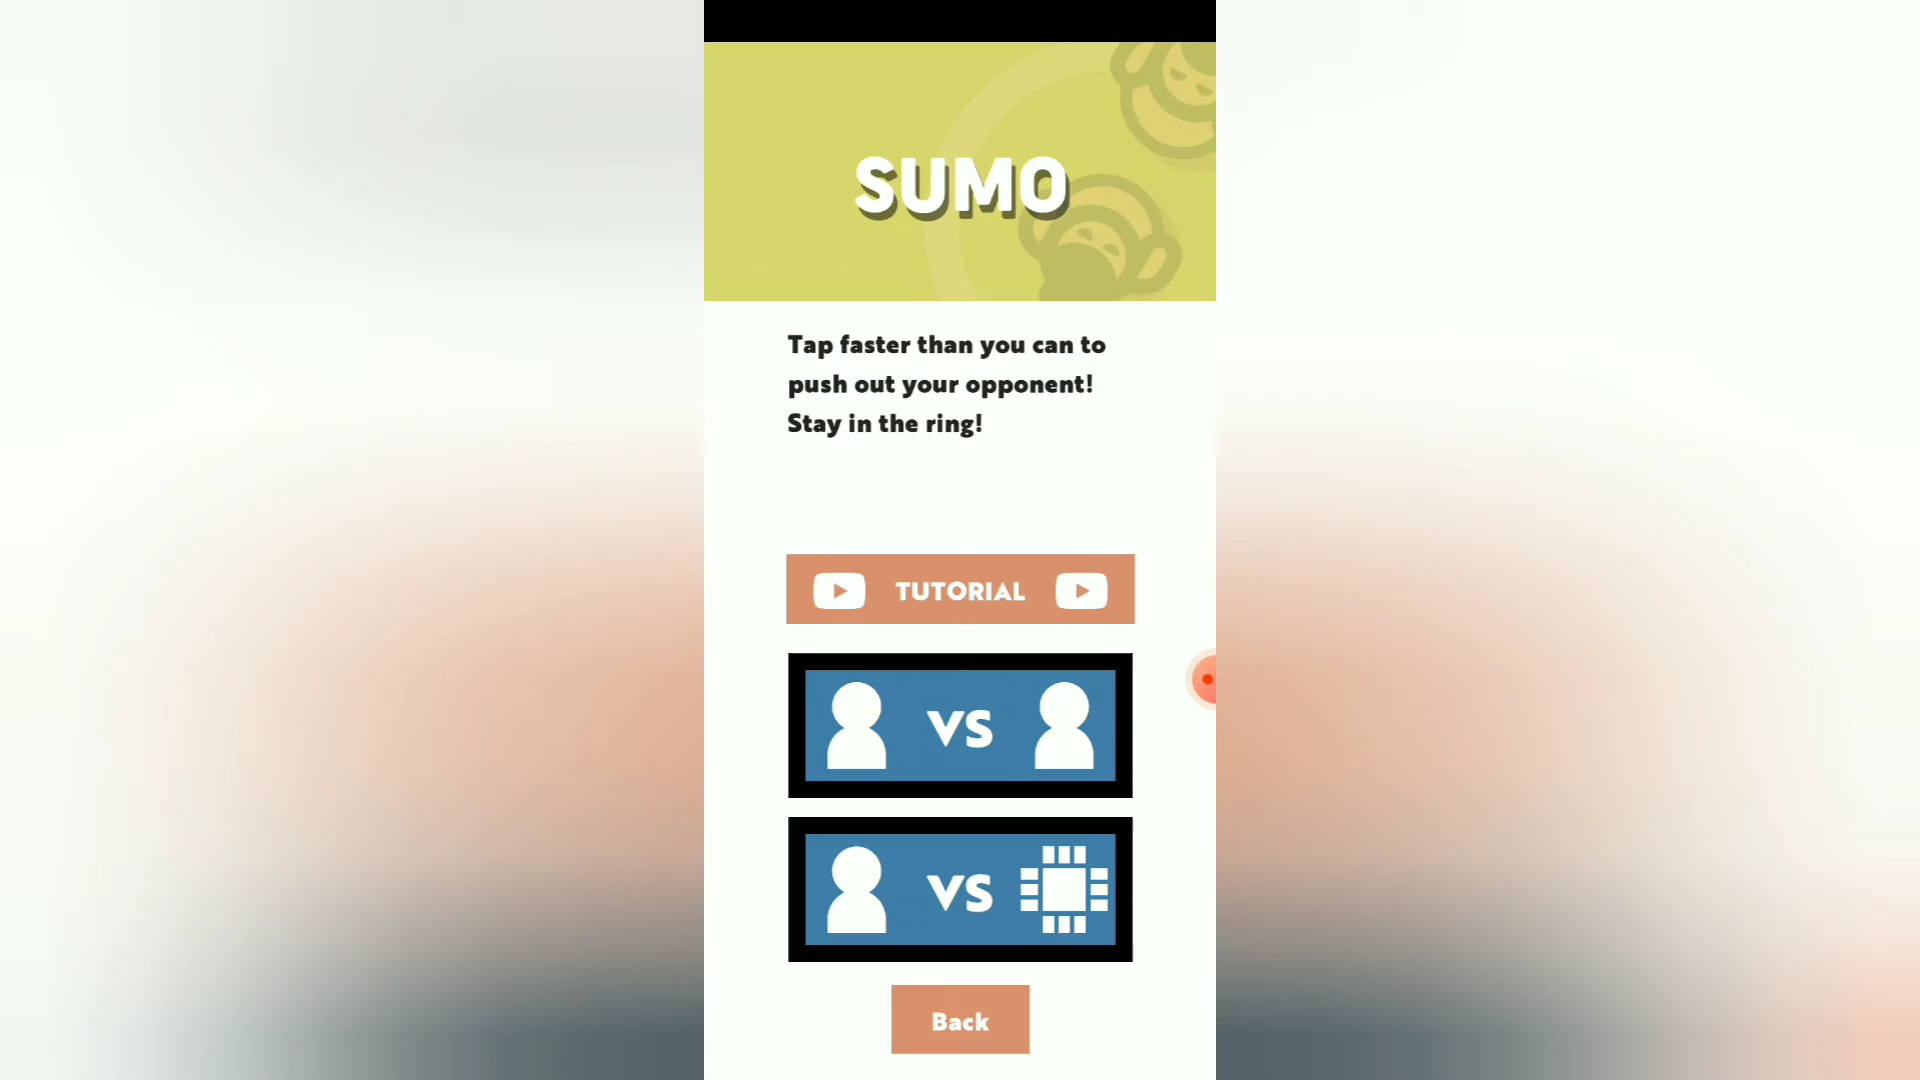 SUMO
Tap faster than you can to
push out your opponent!
Stay in the ring!
TUTORIAL
VS
VS
Back